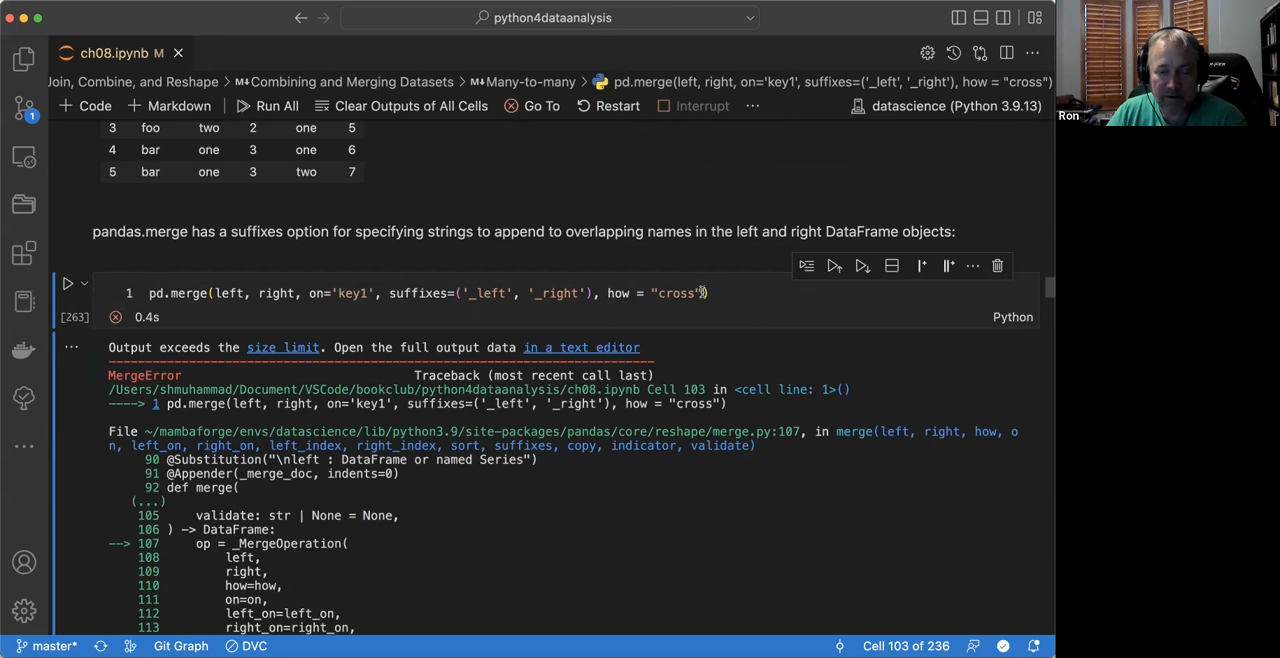 python4dataanalysis
ch08.ipynb M
Join, Combine, and Reshape > M↓Combining and Merging Datasets > M↓Many-to-many > pd.merge(left, right, on='key1', suffixes=('_left', '_right'), how = "cross")
+ Code + Markdown Run All Clear Outputs of All Cells Go To Restart Interrupt ... datascience (Python 3.9.13)
Ron
3 foo two 2 one 5
4 bar one 3 one 6
5 bar one 3 two 7
pandas.merge has a suffixes option for specifying strings to append to overlapping names in the left and right DataFrame objects:
1 pd.merge(left, right, on='key1', suffixes=('_left', '_right'), how = "cross")
[263] 0.4s Python
... Output exceeds the size limit. Open the full output data in a text editor
---------------------------------------------------------------------------
MergeError Traceback (most recent call last)
/Users/shmuhammad/Document/VSCode/bookclub/python4dataanalysis/ch08.ipynb Cell 103 in <cell line: 1>()
----> 1 pd.merge(left, right, on='key1', suffixes=('_left', '_right'), how = "cross")
File ~/mambaforge/envs/datascience/lib/python3.9/site-packages/pandas/core/reshape/merge.py:107, in merge(left, right, how, o
n, left_on, right_on, left_index, right_index, sort, suffixes, copy, indicator, validate)
90 @Substitution("\nleft : DataFrame or named Series")
91 @Appender(_merge_doc, indents=0)
92 def merge(
(...)
105 validate: str | None = None,
106 ) -> DataFrame:
--> 107 op = _MergeOperation(
108 left,
109 right,
110 how=how,
111 on=on,
112 left_on=left_on,
113 right_on=right_on,
master* Git Graph DVC Cell 103 of 236